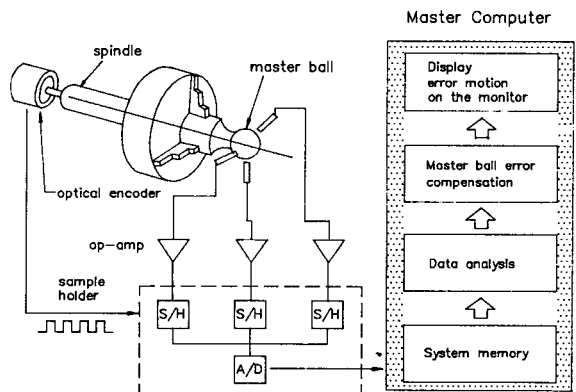 Master Computer
spindle
master ball
optical encoder
op-amp
sample
holder
S/H
S/H
S/H
A/D
Display
error motion
on the monitor
Master ball error
compensation
Data analysis
System memory